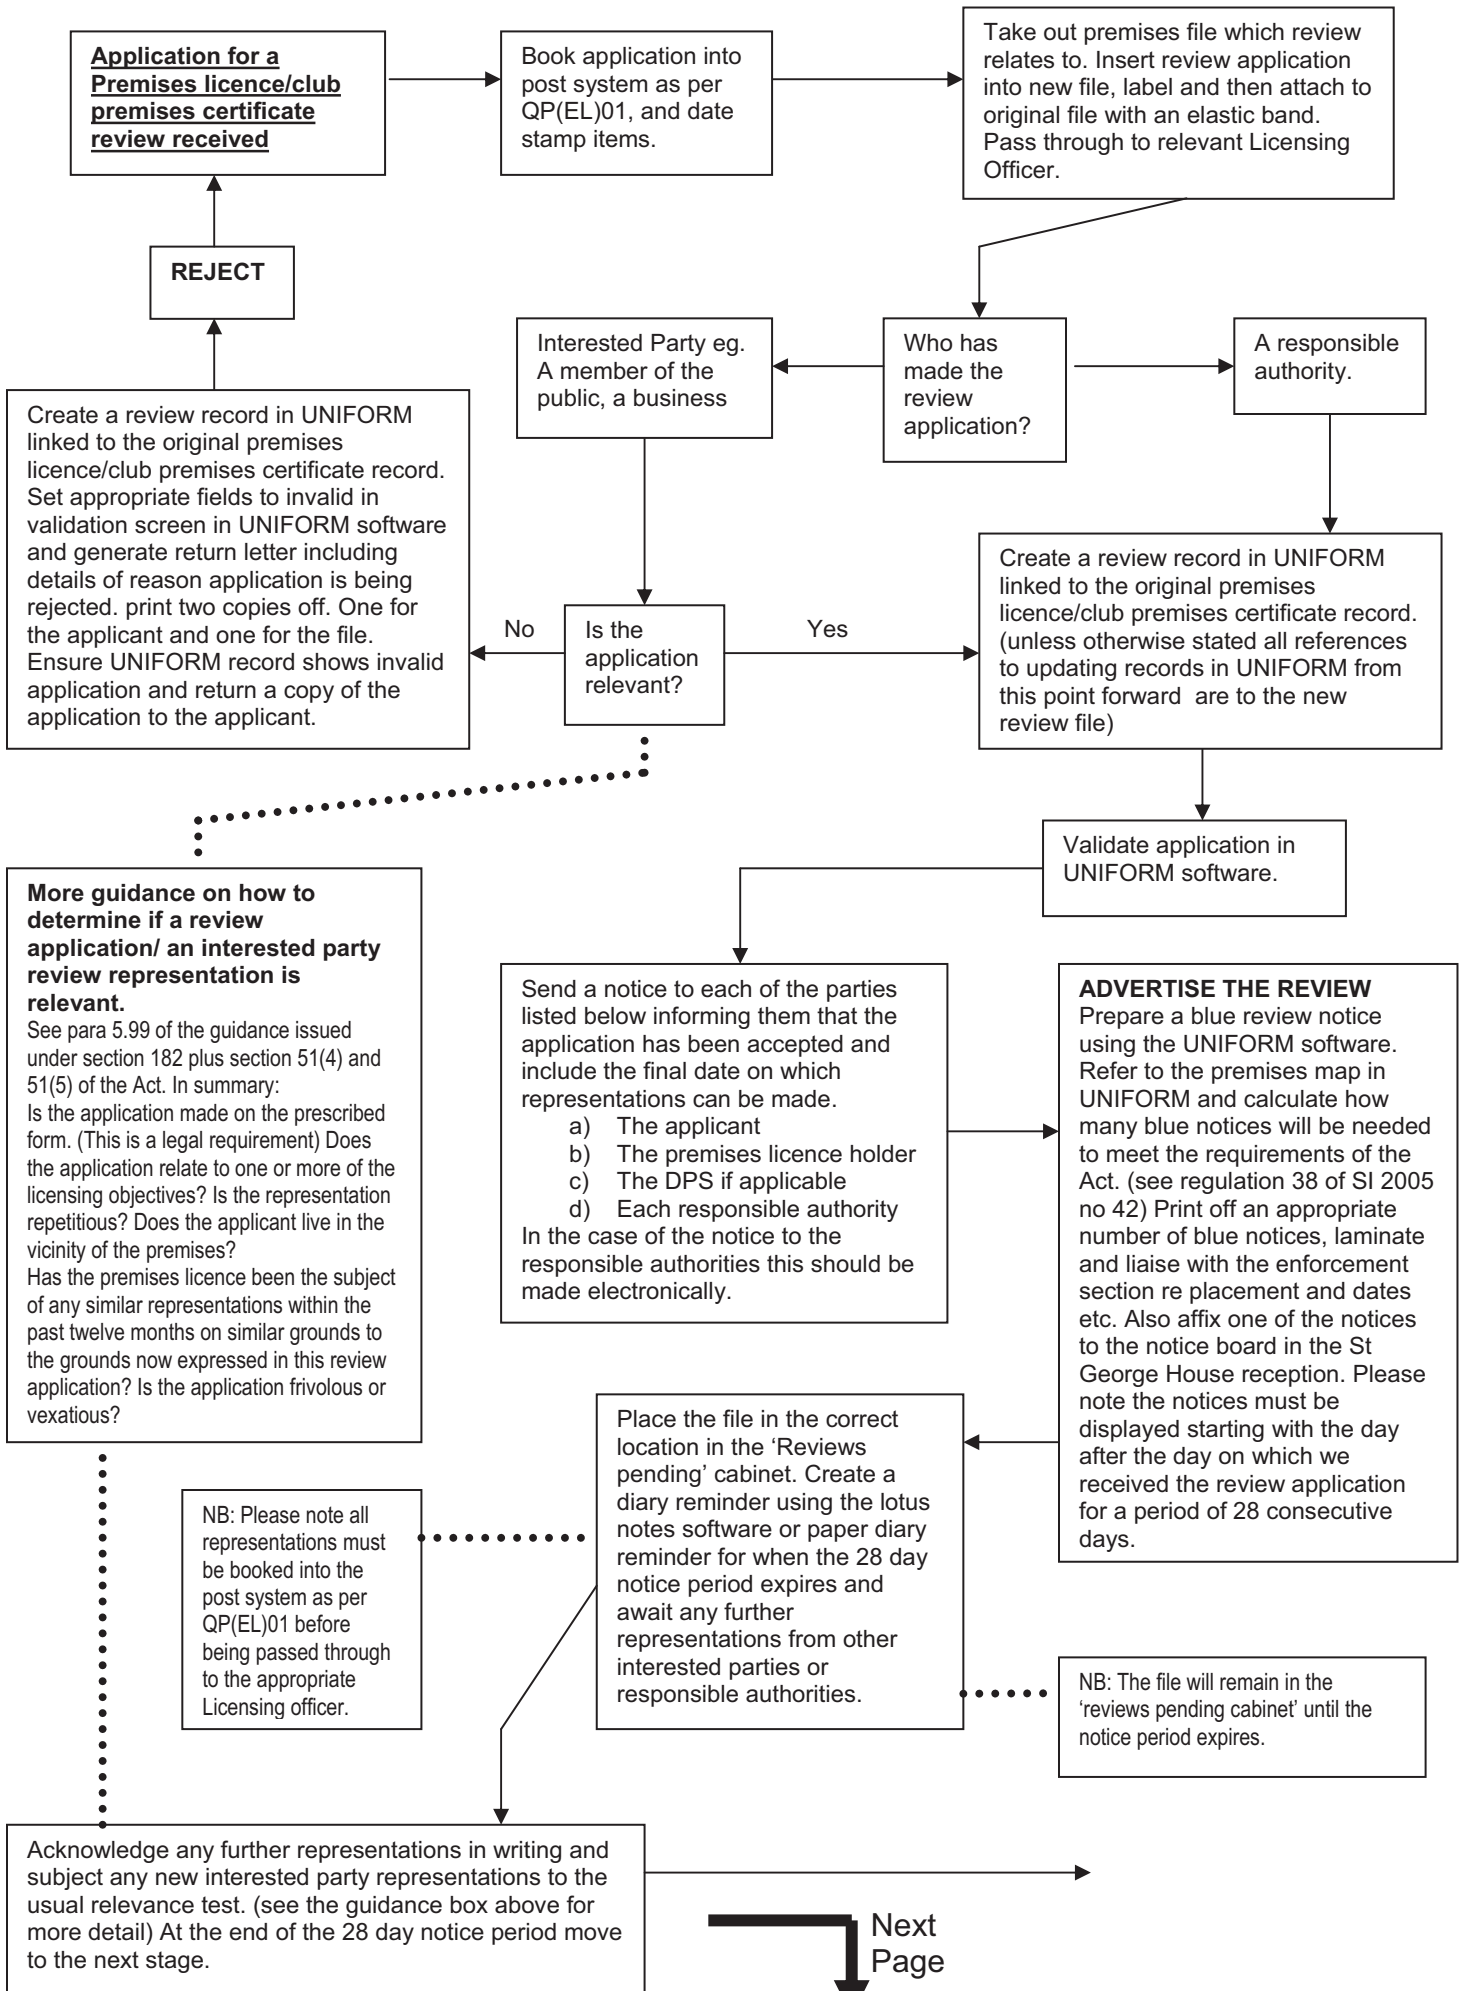 Application for a
Premises licence/club
premises certificate
review received
Book application into
post system as per
QP(EL)01, and date
stamp items.
Take out premises file which review
relates to. Insert review application
into new file, label and then attach to
original file with an elastic band.
Pass through to relevant Licensing
Officer.
REJECT
Interested Party eg.
A member of the
public, a business
Who has
made the
review
application?
A responsible
authority.
Create a review record in UNIFORM
linked to the original premises
licence/club premises certificate record.
Set appropriate fields to invalid in
validation screen in UNIFORM software
and generate return letter including
details of reason application is being
rejected. print two copies off. One for
the applicant and one for the file.
Ensure UNIFORM record shows invalid
application and return a copy of the
application to the applicant.
No
Is the
application
relevant?
Yes
Create a review record in UNIFORM
linked to the original premises
licence/club premises certificate record.
(unless otherwise stated all references
to updating records in UNIFORM from
this point forward are to the new
review file)
Validate application in
UNIFORM software.
More guidance on how to
determine if a review
application/ an interested party
review representation is
relevant.
See para 5.99 of the guidance issued
under section 182 plus section 51(4) and
51(5) of the Act. In summary:
Is the application made on the prescribed
form. (This is a legal requirement) Does
the application relate to one or more of the
licensing objectives? Is the representation
repetitious? Does the applicant live in the
vicinity of the premises?
Has the premises licence been the subject
of any similar representations within the
past twelve months on similar grounds to
the grounds now expressed in this review
application? Is the application frivolous or
vexatious?
Send a notice to each of the parties
listed below informing them that the
application has been accepted and
include the final date on which
representations can be made.
a) The applicant
b) The premises licence holder
c) The DPS if applicable
d) Each responsible authority
In the case of the notice to the
responsible authorities this should be
made electronically.
ADVERTISE THE REVIEW
Prepare a blue review notice
using the UNIFORM software.
Refer to the premises map in
UNIFORM and calculate how
many blue notices will be needed
to meet the requirements of the
Act. (see regulation 38 of SI 2005
no 42) Print off an appropriate
number of blue notices, laminate
and liaise with the enforcement
section re placement and dates
etc. Also affix one of the notices
to the notice board in the St
George House reception. Please
note the notices must be
displayed starting with the day
after the day on which we
received the review application
for a period of 28 consecutive
days.
Place the file in the correct
location in the ‘Reviews
pending’ cabinet. Create a
diary reminder using the lotus
notes software or paper diary
reminder for when the 28 day
notice period expires and
await any further
representations from other
interested parties or
responsible authorities.
NB: Please note all
representations must
be booked into the
post system as per
QP(EL)01 before
being passed through
to the appropriate
Licensing officer.
NB: The file will remain in the
‘reviews pending cabinet’ until the
notice period expires.
Acknowledge any further representations in writing and
subject any new interested party representations to the
usual relevance test. (see the guidance box above for
more detail) At the end of the 28 day notice period move
to the next stage.
Next
Page